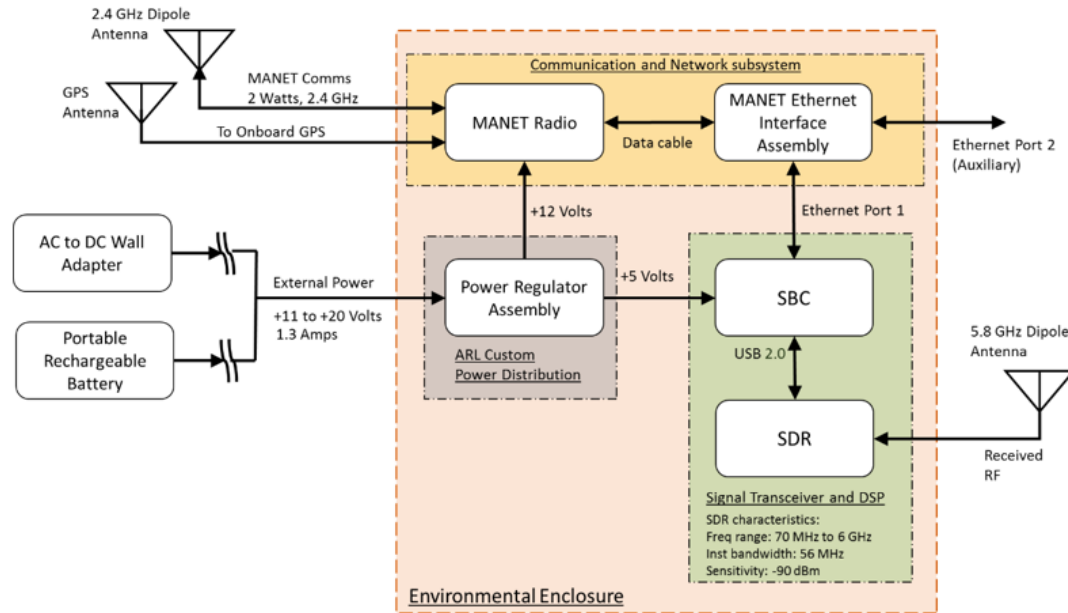 2.4 GHz Dipole
Antenna
GPS
Antenna
MANET Comms
2 Watts, 2.4 GHz
To Onboard GPS
Communication and Network subsystem
MANET Radio
Data cable
MANET Ethernet
Interface
Assembly
Ethernet Port 2
(Auxiliary)
+12 Volts
Ethernet Port 1
AC to DC Wall
Adapter
Portable
Rechargeable
Battery
External Power
+11 to +20 Volts
1.3 Amps
Power Regulator
Assembly
ARL Custom
Power Distribution
+5 Volts
SBC
USB 2.0
SDR
5.8 GHz Dipole
Antenna
Received
RF
Signal Transceiver and DSP
SDR characteristics:
Freq range: 70 MHz to 6 GHz
Inst bandwidth: 56 MHz
Sensitivity: -90 dBm
Environmental Enclosure